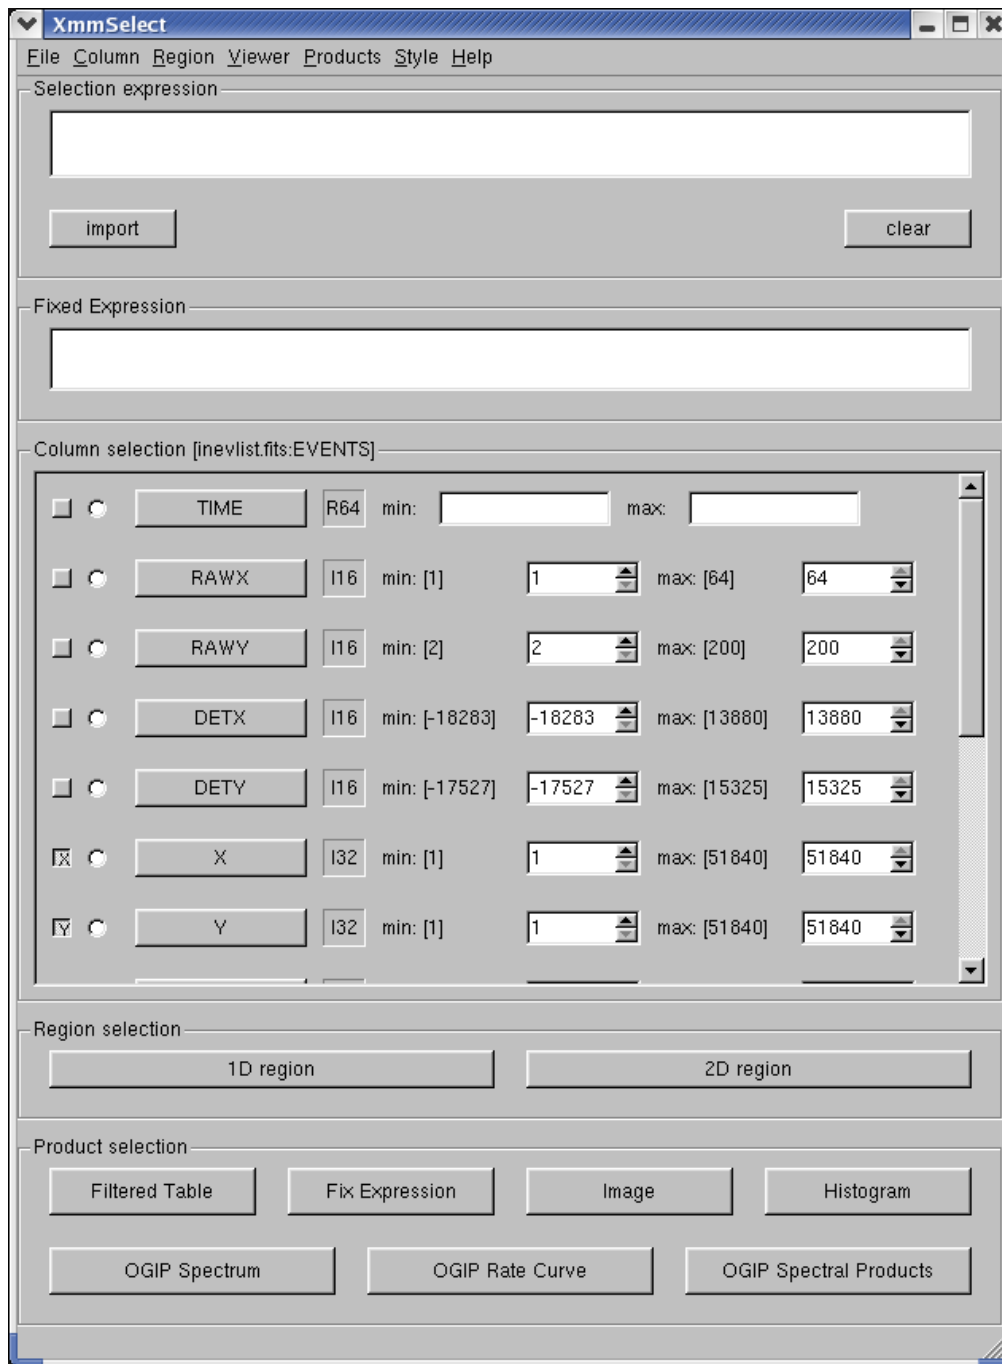 XmmSelect
File Column Region Viewer Products Style Help
Selection expression
import clear
Fixed Expression
Column selection [inevlist.fits:EVENTS]
TIME R64 min: max:
RAWX I16 min: [1] 1 max: [64] 64
RAWY I16 min: [2] 2 max: [200] 200
DETX I16 min: [-18283] -18283 max: [13880] 13880
DETY I16 min: [-17527] -17527 max: [15325] 15325
X X I32 min: [1] 1 max: [51840] 51840
Y Y I32 min: [1] 1 max: [51840] 51840
Region selection
1D region 2D region
Product selection
Filtered Table Fix Expression Image Histogram
OGIP Spectrum OGIP Rate Curve OGIP Spectral Products